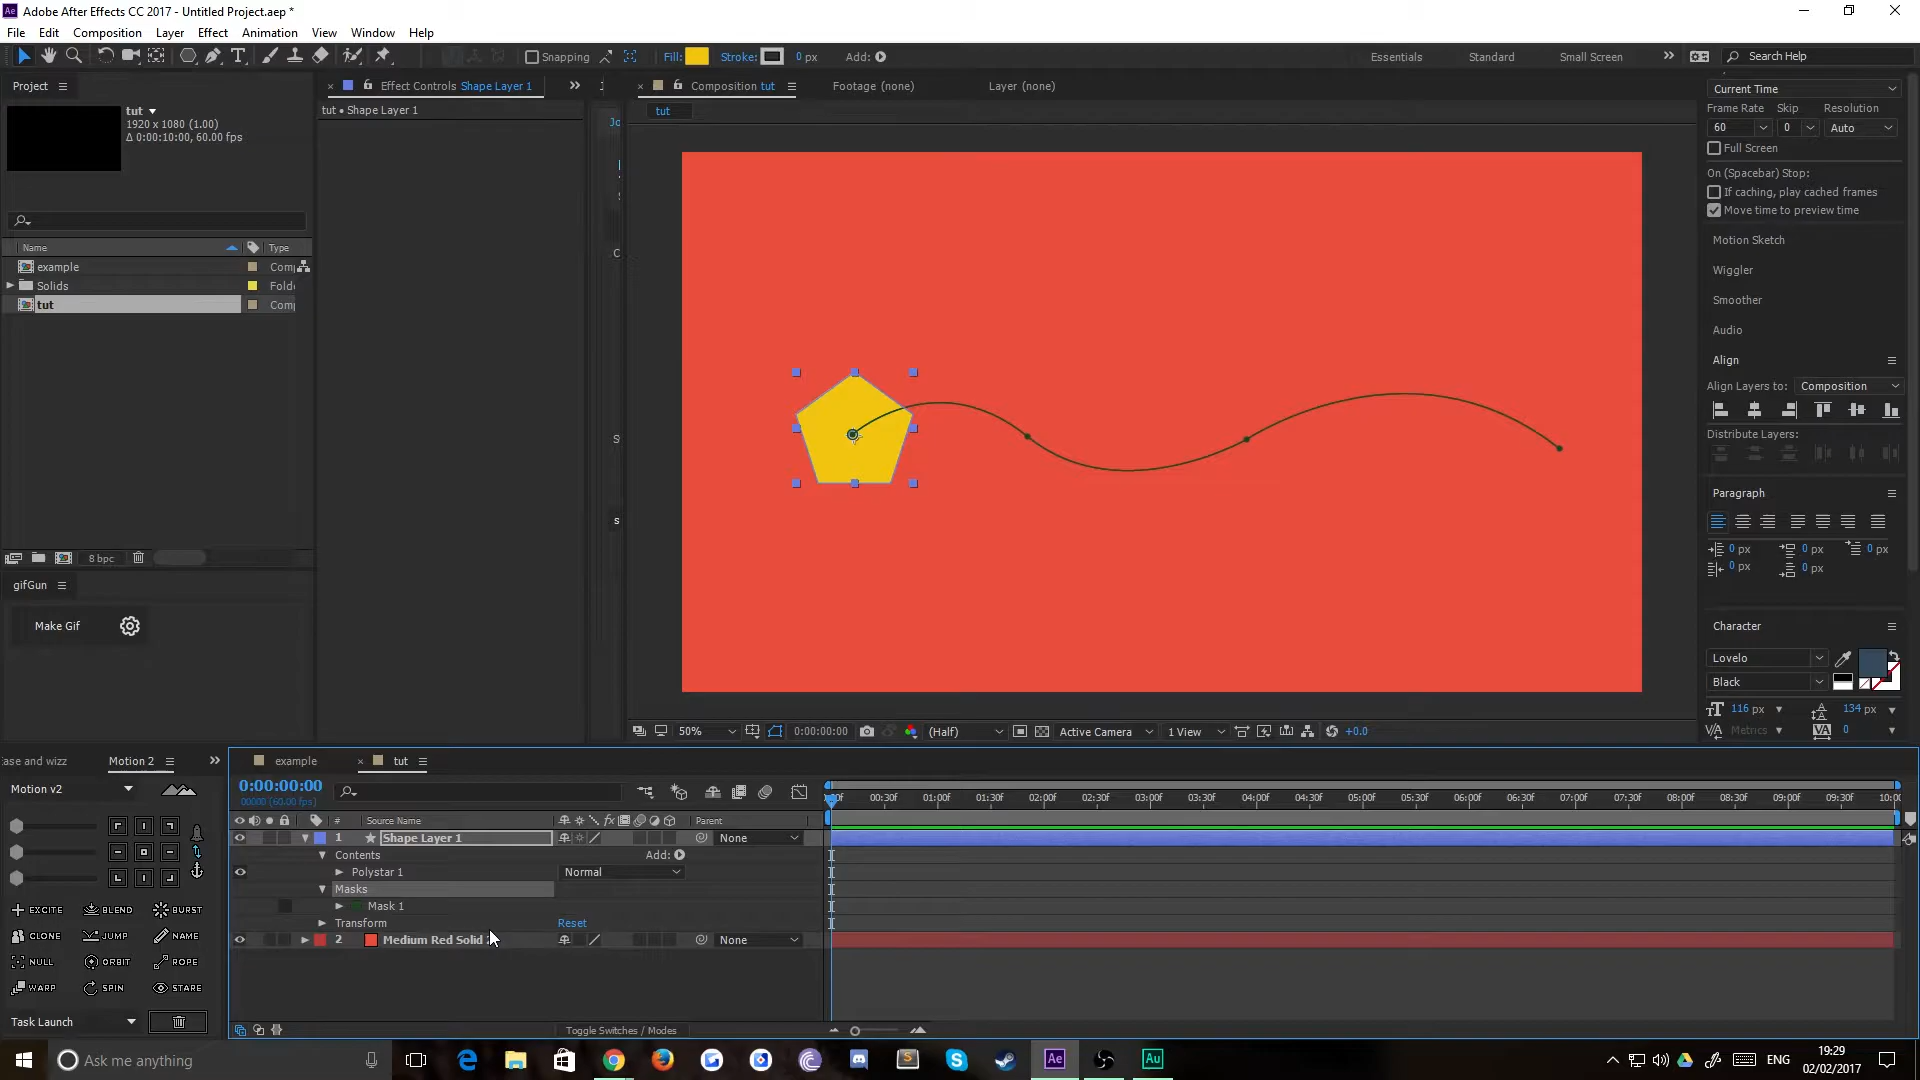 Ae Adobe After Effects CC 2017 - Untitled Project.aep *
File Edit Composition Layer Effect Animation View Window Help
Snapping Fill: Stroke: 0 px Add: Essentials Standard Small Screen Search Help
Project
Effect Controls Shape Layer 1
Composition tut
Footage (none)
Layer (none)
tut
1920 x 1080 (1.00)
Δ 0:00:10:00, 60.00 fps
tut • Shape Layer 1
tut
Current Time
Frame Rate Skip Resolution
60 0 Auto
Full Screen
On (Spacebar) Stop:
If caching, play cached frames
Move time to preview time
Motion Sketch
Wiggler
Smoother
Audio
Align
Align Layers to: Composition
Distribute Layers:
Paragraph
0 px 0 px 0 px
0 px 0 px
Character
Lovelo
Black
116 px 134 px
Metrics 0
Name Type
example Com
Solids Folde
tut Com
8 bpc
gifGun
Make Gif
50% 0:00:00:00 (Half) Active Camera 1 View +0.0
ease and wizz Motion 2
Motion v2
EXCITE BLEND BURST
CLONE JUMP NAME
NULL ORBIT ROPE
WARP SPIN STARE
Task Launch
example tut
0:00:00:00
00000 (60.00 fps)
00:30f 01:00f 01:30f 02:00f 02:30f 03:00f 03:30f 04:00f 04:30f 05:00f 05:30f 06:00f 06:30f 07:00f 07:30f 08:00f 08:30f 09:00f 09:30f 10:00
# Source Name fx Parent
1 Shape Layer 1 None
Contents Add:
Polystar 1 Normal
Masks
Mask 1
Transform Reset
2 Medium Red Solid 2 None
Toggle Switches / Modes
Ask me anything
Ae
Au
ENG
19:29
02/02/2017